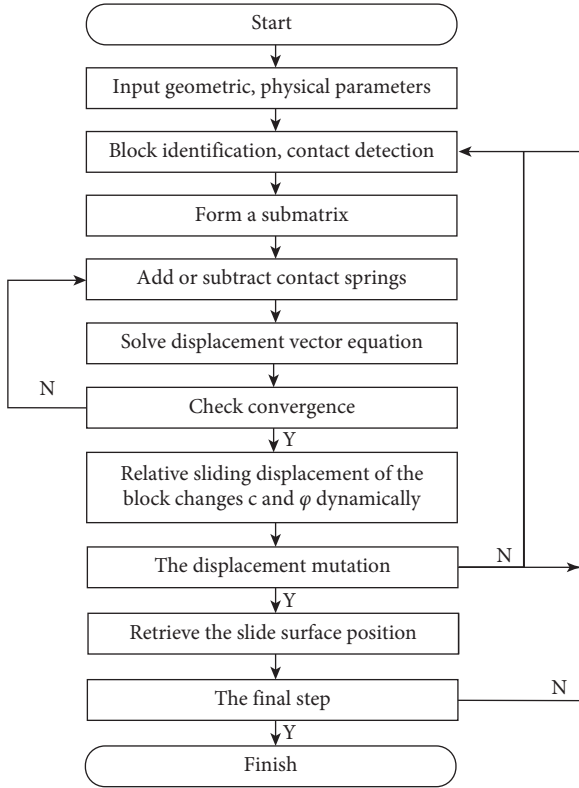 Start
Input geometric, physical parameters
Block identification, contact detection
Form a submatrix
Add or subtract contact springs
Solve displacement vector equation
N
Check convergence
Y
Relative sliding displacement of the
block changes c and φ dynamically
The displacement mutation
N
Y
Retrieve the slide surface position
The final step
N
Y
Finish